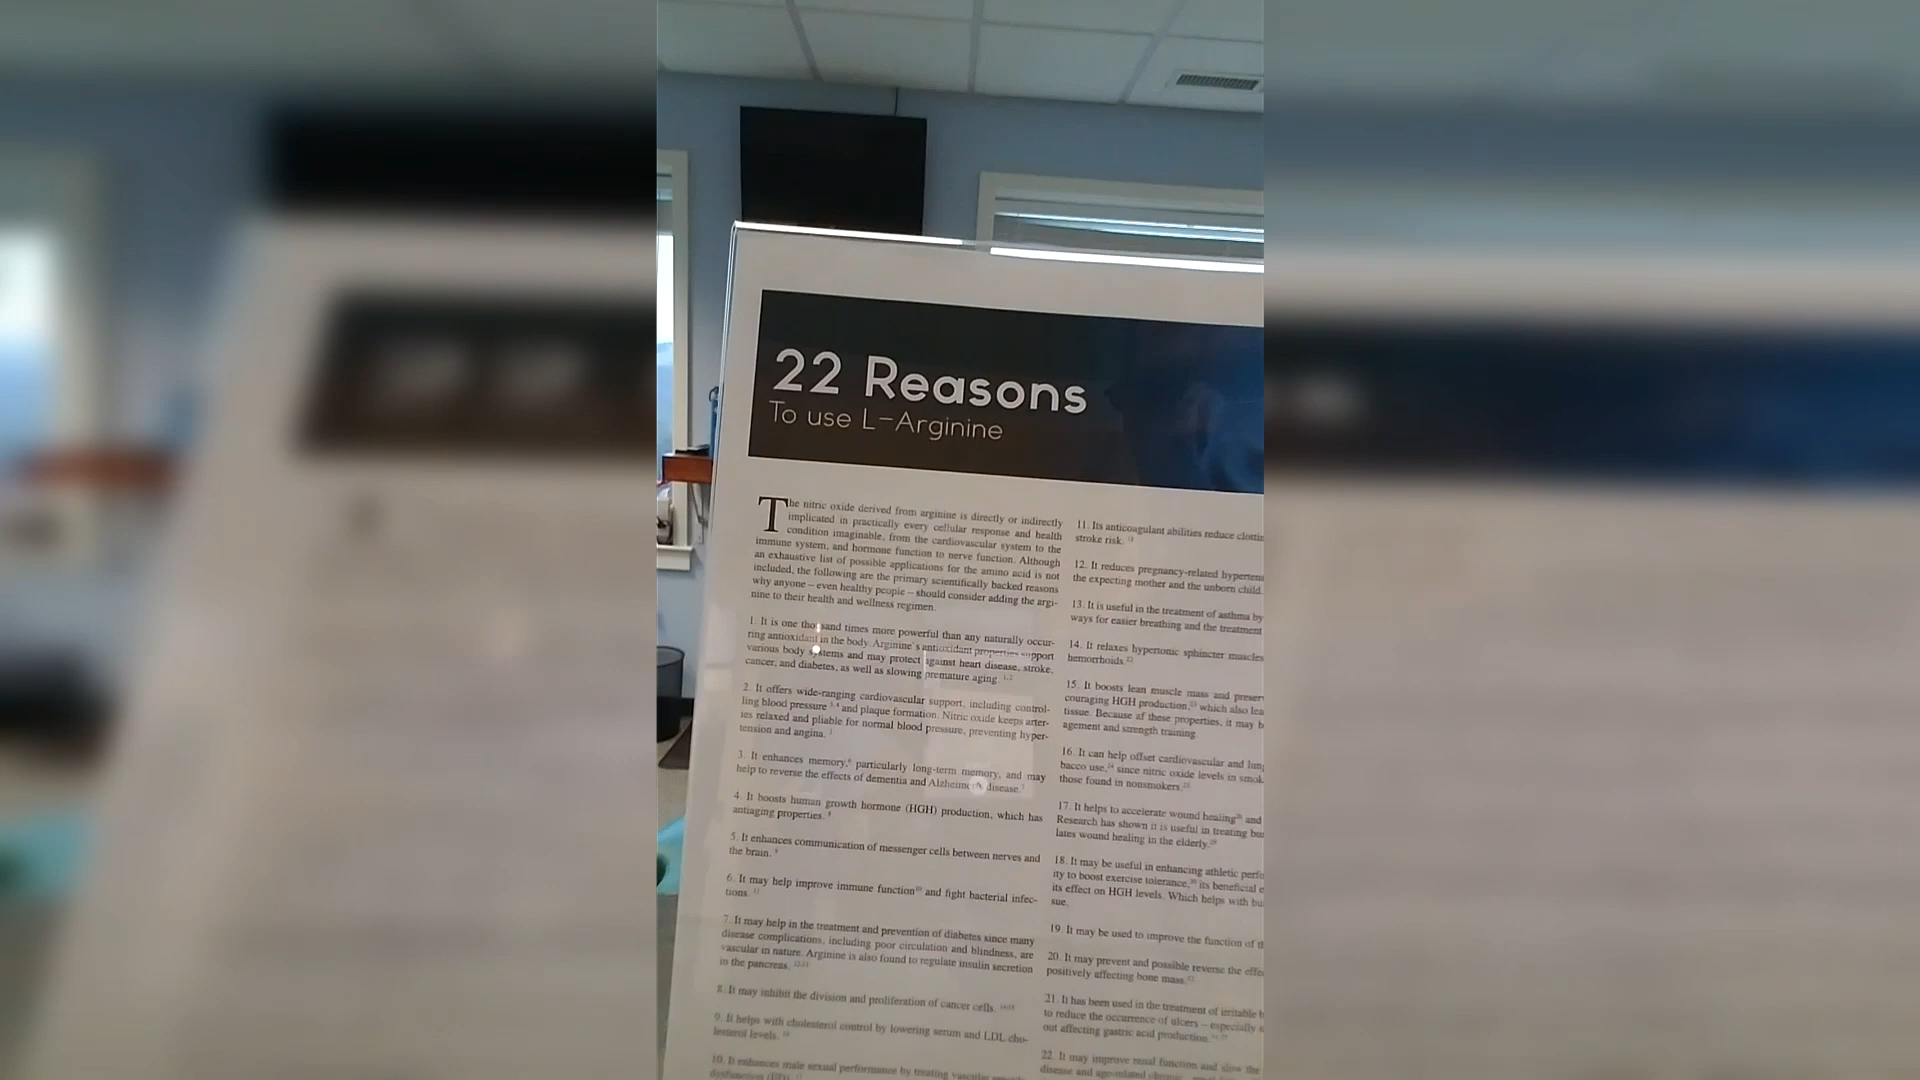 22 Reasons
To use L-Arginine
The nitric oxide derived from arginine is directly or indirectly
implicated in practically every cellular response and health
condition imaginable, from the cardiovascular system to the
immune system, and hormone function to nerve function. Although
an exhaustive list of possible applications for the amino acid is not
included, the following are the primary scientifically backed reasons
why anyone – even healthy people – should consider adding the argi-
nine to their health and wellness regimen.
1. It is one thousand times more powerful than any naturally occur-
ring antioxidant in the body. Arginine's antioxidant properties support
various body systems and may protect against heart disease, stroke,
cancer, and diabetes, as well as slowing premature aging. 1,2
2. It offers wide-ranging cardiovascular support, including control-
ling blood pressure 3,4 and plaque formation. Nitric oxide keeps arter-
ies relaxed and pliable for normal blood pressure, preventing hyper-
tension and angina.
3. It enhances memory, particularly long-term memory, and may
help to reverse the effects of dementia and Alzheimer's disease.
4. It boosts human growth hormone (HGH) production, which has
antiaging properties.
5. It enhances communication of messenger cells between nerves and
the brain.
6. It may help improve immune function and fight bacterial infec-
tions.
7. It may help in the treatment and prevention of diabetes since many
disease complications, including poor circulation and blindness, are
vascular in nature. Arginine is also found to regulate insulin secretion
in the pancreas.
8. It may inhibit the division and proliferation of cancer cells.
9. It helps with cholesterol control by lowering serum and LDL cho-
lesterol levels.
10. It enhances male sexual performance by treating vascular
dysfunction (ED).
11. Its anticoagulant abilities reduce clottin
stroke risk.
12. It reduces pregnancy-related hypertens
the expecting mother and the unborn child.
13. It is useful in the treatment of asthma by
ways for easier breathing and the treatment
14. It relaxes hypertonic sphincter muscles
hemorrhoids.
15. It boosts lean muscle mass and preser
couraging HGH production, which also lea
tissue. Because af these properties, it may b
agement and strength training.
16. It can help offset cardiovascular and lung
bacco use, since nitric oxide levels in smok
those found in nonsmokers.
17. It helps to accelerate wound healing and
Research has shown it is useful in treating bur
lates wound healing in the elderly.
18. It may be useful in enhancing athletic perfo
ity to boost exercise tolerance, its beneficial e
its effect on HGH levels. Which helps with bu
sue.
19. It may be used to improve the function of th
20. It may prevent and possible reverse the effe
positively affecting bone mass.
21. It has been used in the treatment of irritable b
to reduce the occurrence of ulcers – especially
out affecting gastric acid production.
22. It may improve renal function and slow the
disease and age-related chronic